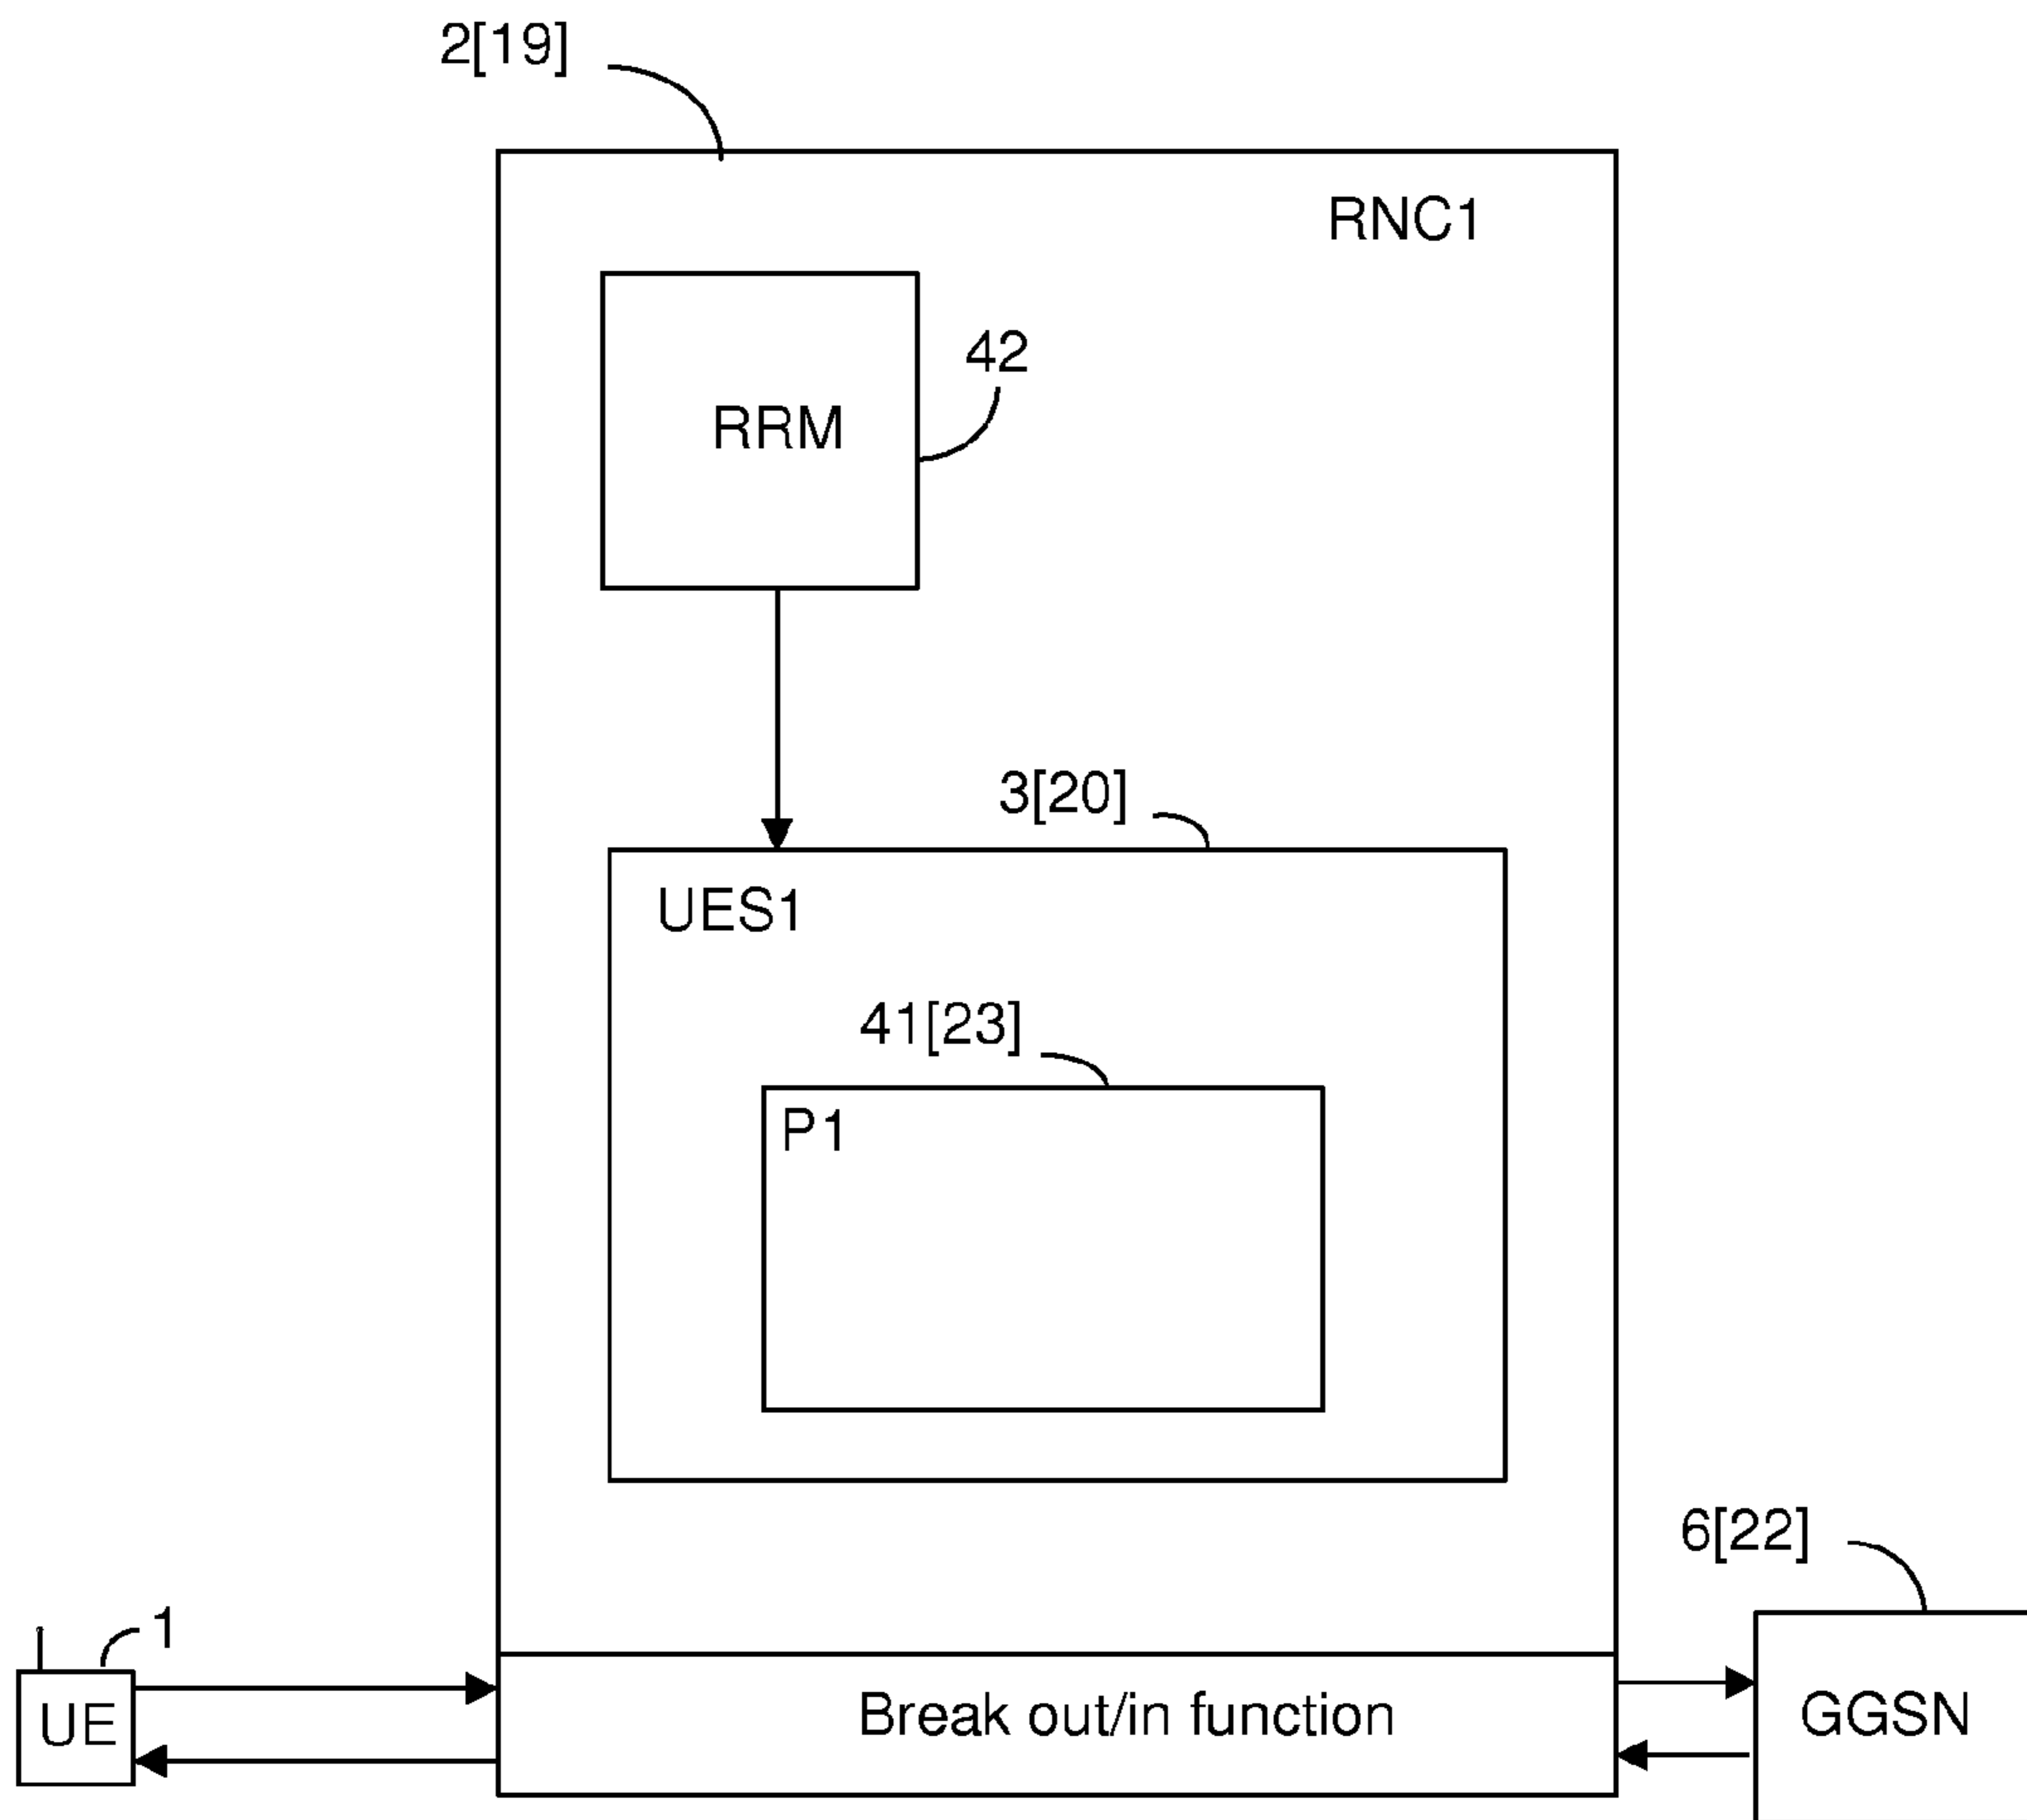 2[19]
RNC1
42
RRM
3[20]
UES1
41[23]
P1
6[22]
1
UE
Break out/in function
GGSN